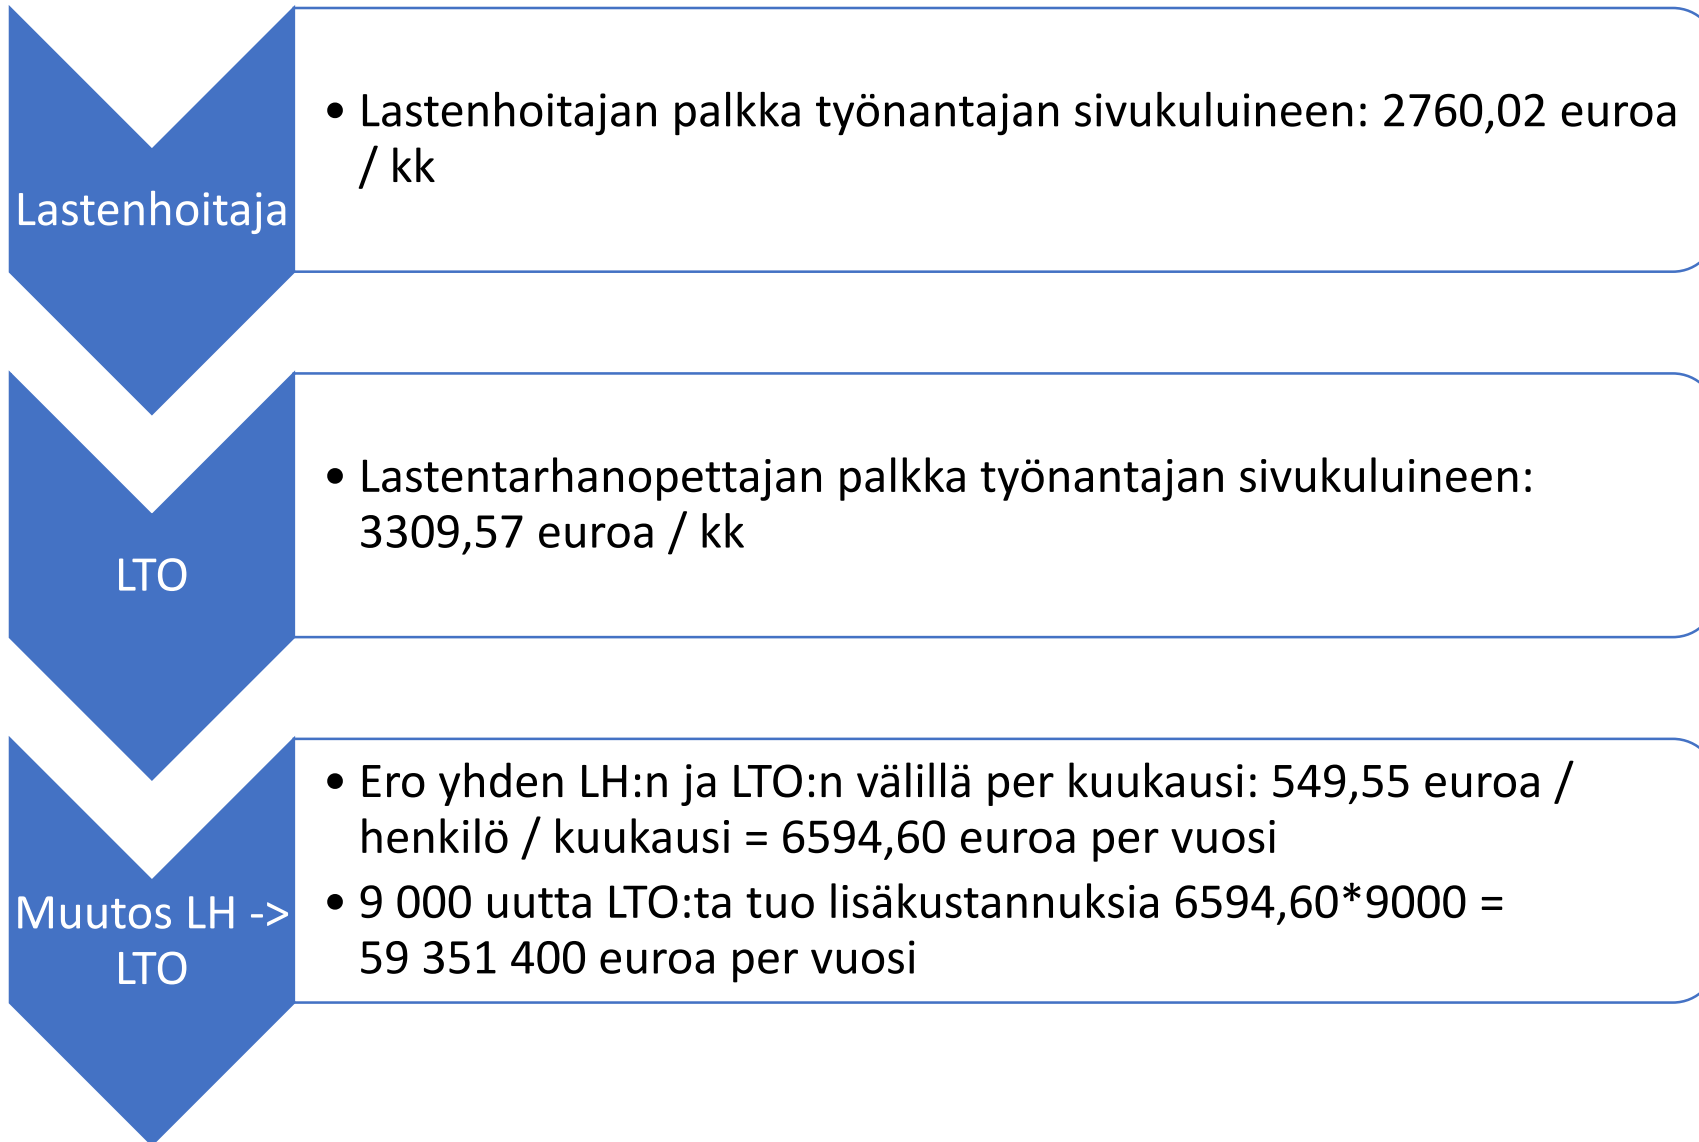 Lastenhoitaja
• Lastenhoitajan palkka työnantajan sivukuluineen: 2760,02 euroa
/ kk
LTO
• Lastentarhanopettajan palkka työnantajan sivukuluineen:
3309,57 euroa / kk
Muutos LH ->
LTO
• Ero yhden LH:n ja LTO:n välillä per kuukausi: 549,55 euroa /
henkilö / kuukausi = 6594,60 euroa per vuosi
• 9 000 uutta LTO:ta tuo lisäkustannuksia 6594,60*9000 =
59 351 400 euroa per vuosi